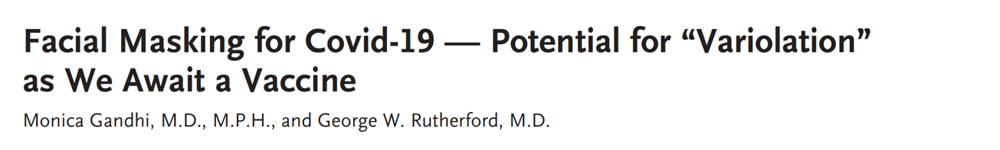 Facial Masking for Covid-19 — Potential for “Variolation”
as We Await a Vaccine
Monica Gandhi, M.D., M.P.H., and George W. Rutherford, M.D.